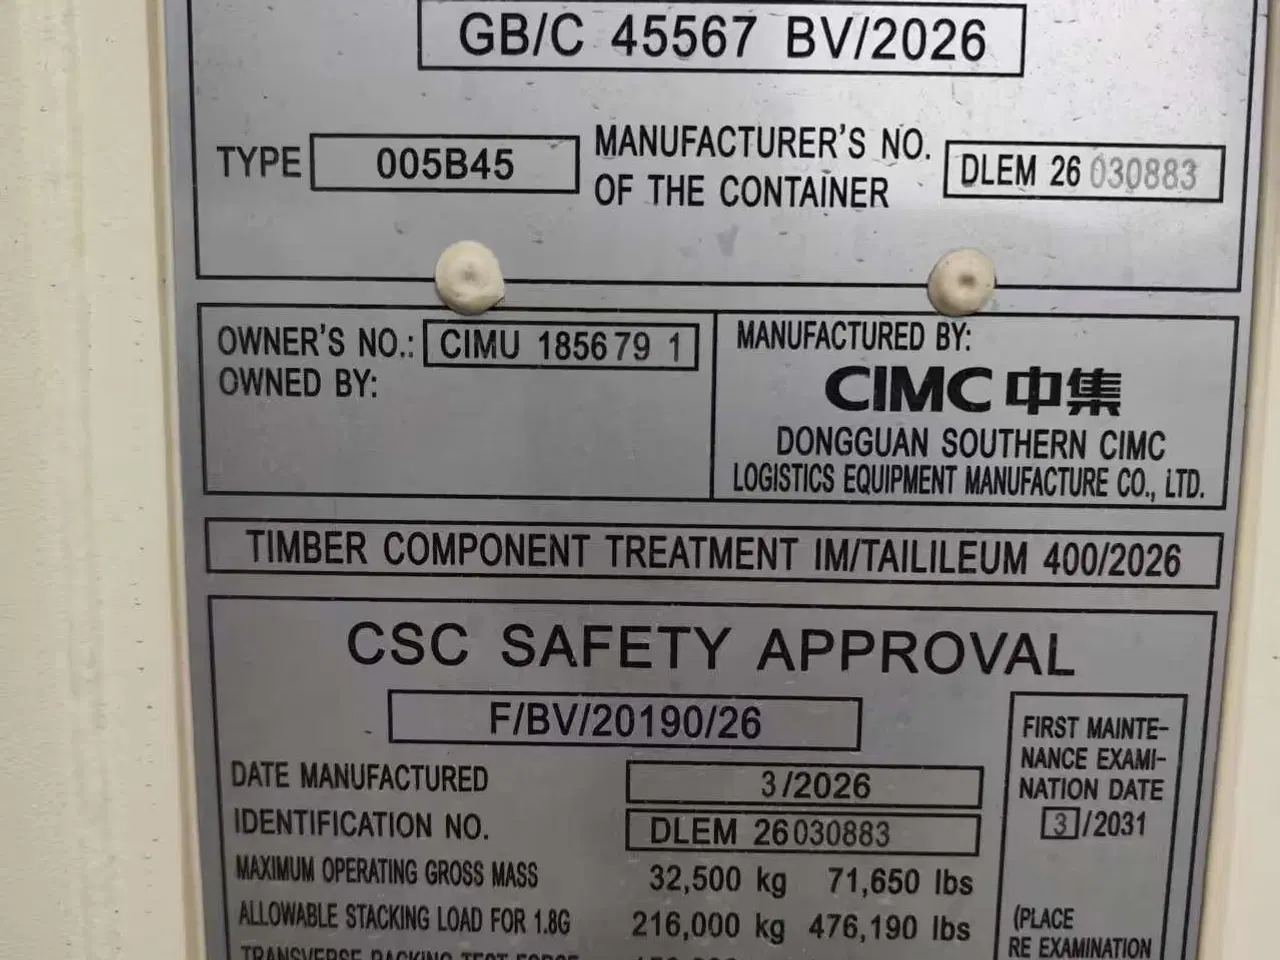 GB/C 45567 BV/2026
TYPE 005B45
MANUFACTURER'S NO.
OF THE CONTAINER
DLEM 26 030883
OWNER'S NO.: CIMU 185679 1
OWNED BY:
MANUFACTURED BY:
CIMC 中集
DONGGUAN SOUTHERN CIMC
LOGISTICS EQUIPMENT MANUFACTURE CO., LTD.
TIMBER COMPONENT TREATMENT IM/TAILILEUM 400/2026
CSC SAFETY APPROVAL
F/BV/20190/26
DATE MANUFACTURED 3/2026
IDENTIFICATION NO. DLEM 26030883
MAXIMUM OPERATING GROSS MASS 32,500 kg 71,650 lbs
ALLOWABLE STACKING LOAD FOR 1.8G 216,000 kg 476,190 lbs
TRANSVERSE RACKING TEST FORCE
FIRST MAINTE-
NANCE EXAMI-
NATION DATE
3/2031
(PLACE
RE EXAMINATION